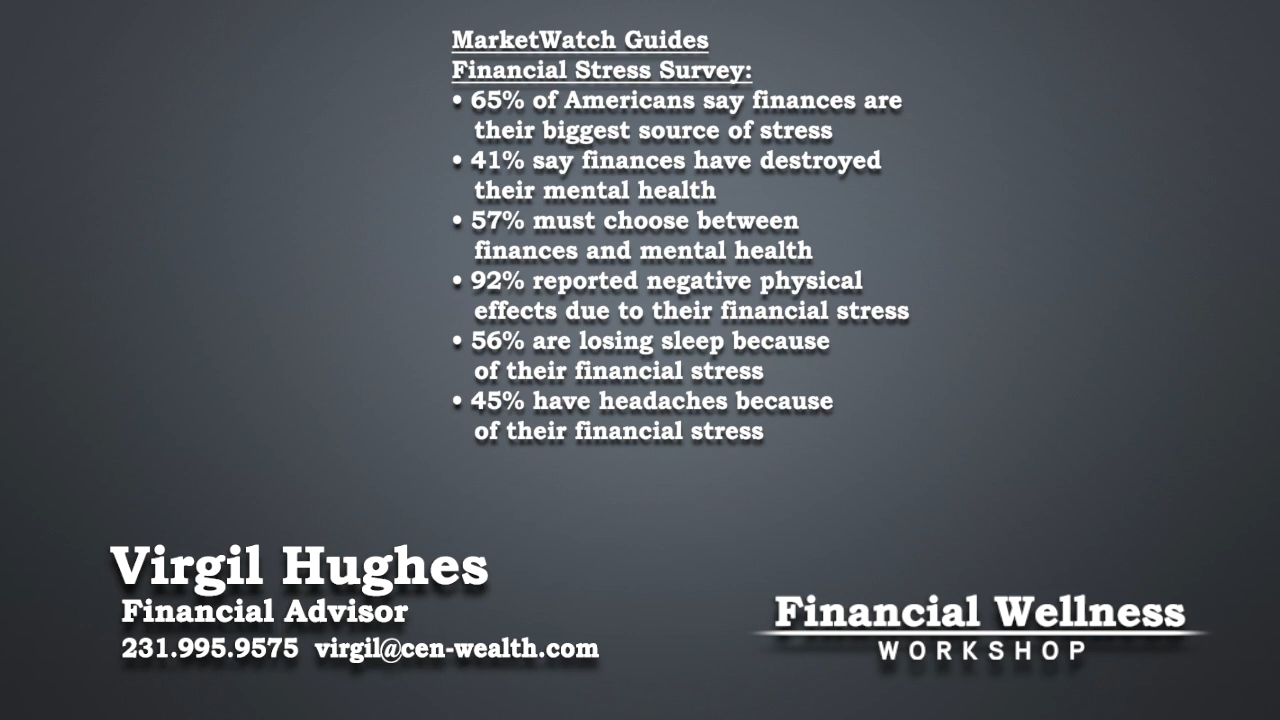 MarketWatch Guides
Financial Stress Survey:
• 65% of Americans say finances are
their biggest source of stress
• 41% say finances have destroyed
their mental health
• 57% must choose between
finances and mental health
• 92% reported negative physical
effects due to their financial stress
• 56% are losing sleep because
of their financial stress
• 45% have headaches because
of their financial stress
Virgil Hughes
Financial Advisor
231.995.9575 virgil@cen-wealth.com
Financial Wellness
WORKSHOP